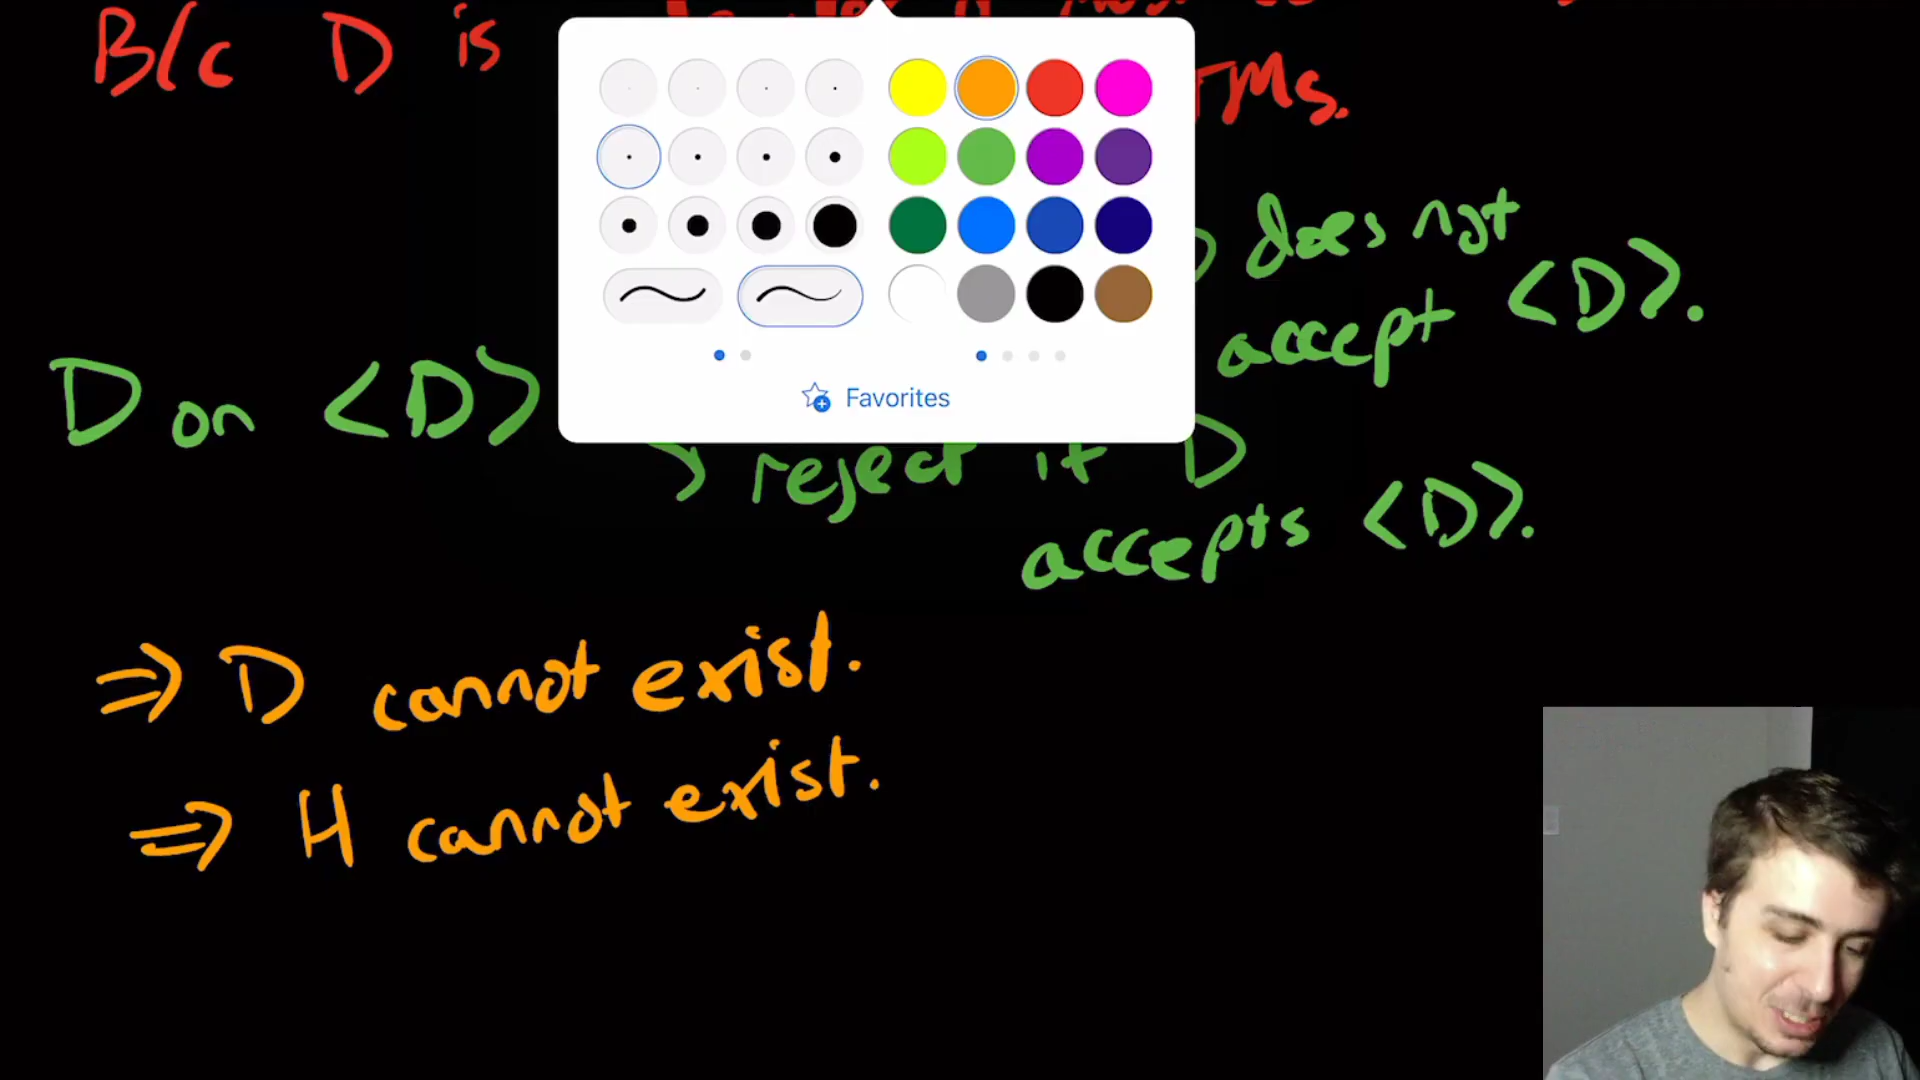 B/c D is
TMs.
does not
accept <D>.
D on <D>
reject if D
accepts <D>.
Favorites
⇒ D cannot exist.
⇒ H cannot exist.